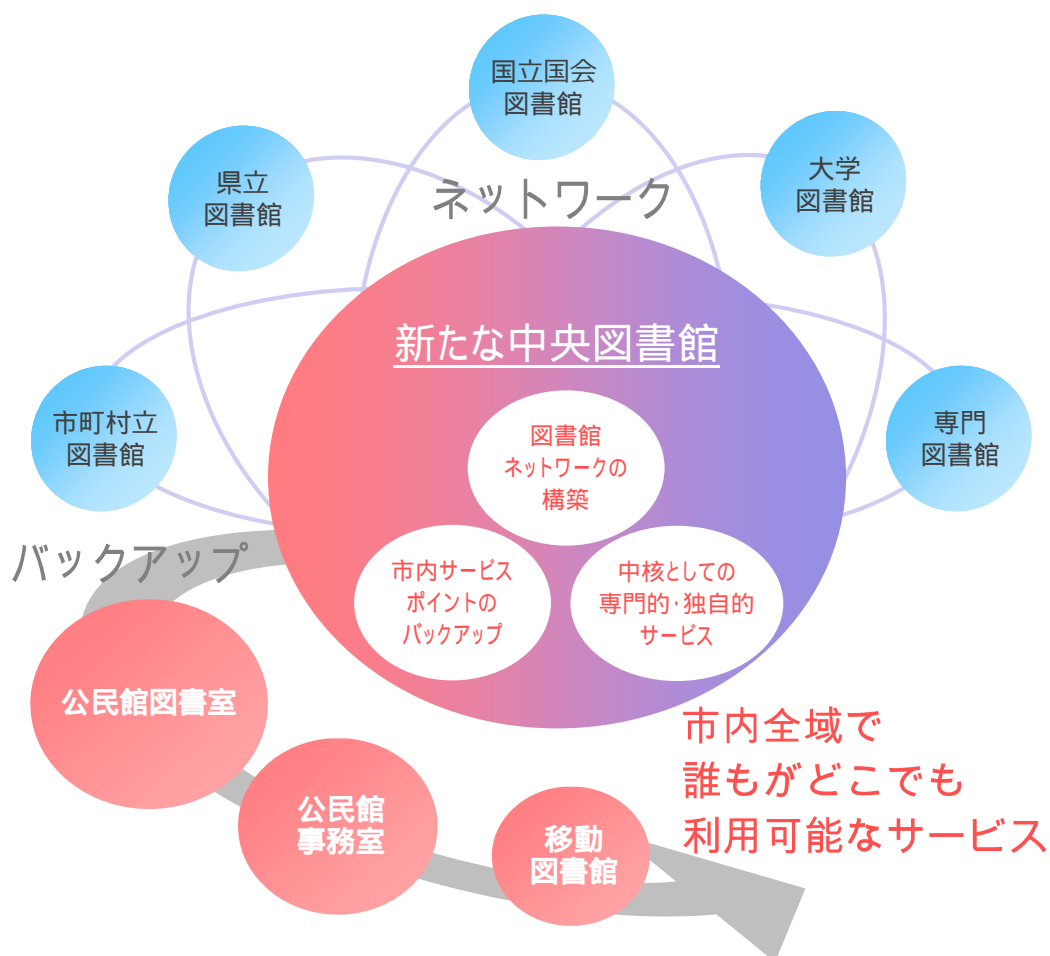 国立国会
図書館
県立
図書館
大学
図書館
ネットワーク
新たな中央図書館
市町村立
図書館
専門
図書館
図書館
ネットワークの
構築
バックアップ
市内サービス
ポイントの
バックアップ
中核としての
専門的・独自的
サービス
公民館図書室
公民館
事務室
移動
図書館
市内全域で
誰もがどこでも
利用可能なサービス